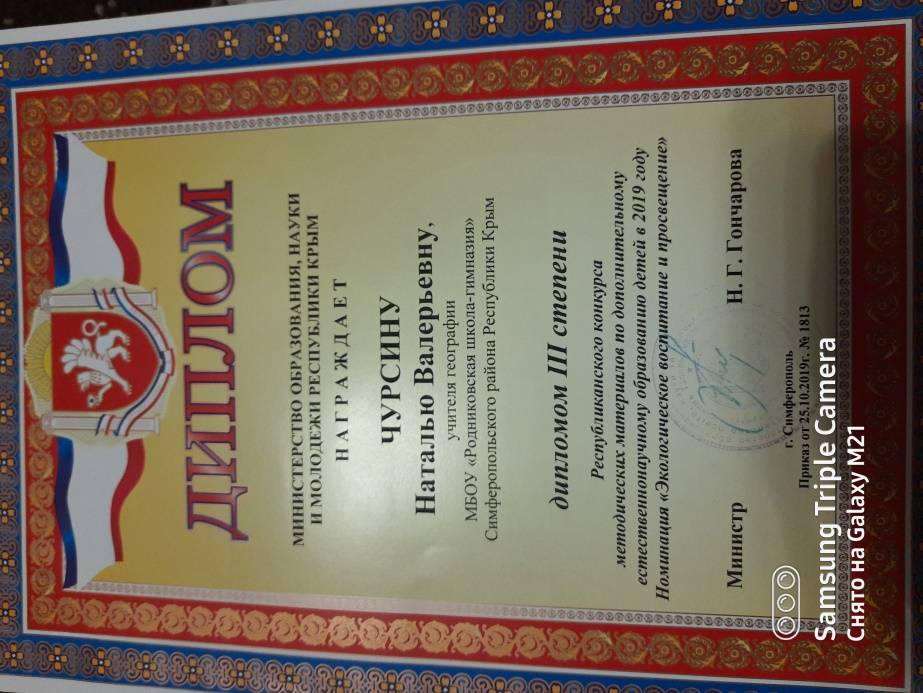 ДИПЛОМ
МИНИСТЕРСТВО ОБРАЗОВАНИЯ, НАУКИ
И МОЛОДЕЖИ РЕСПУБЛИКИ КРЫМ
НАГРАЖДАЕТ
ЧУРСИНУ
Наталью Валерьевну,
учителя географии
МБОУ «Родниковская школа-гимназия»
Симферопольского района Республики Крым
дипломом III степени
Республиканского конкурса
методических материалов по дополнительному
естественнонаучному образованию детей в 2019 году
Номинация «Экологическое воспитание и просвещение»
Министр Н. Г. Гончарова
г. Симферополь
Приказ от 25.10.2019г. № 1813
Samsung Triple Camera
Снято на Galaxy M21